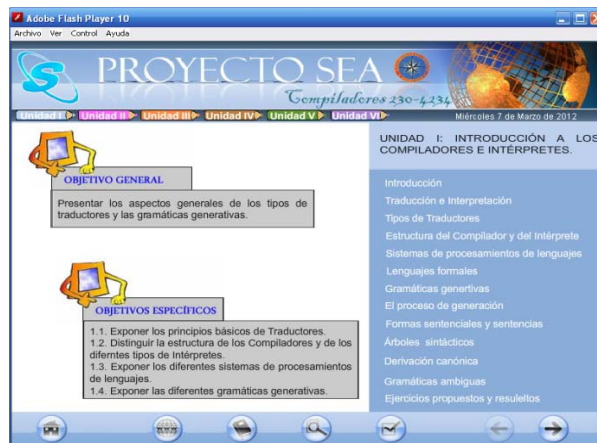 Adobe Flash Player 10
Archivo Ver Control Ayuda
PROYECTO SEA
Compiladores 230-4234
Unidad I Unidad II Unidad III Unidad IV Unidad V Unidad VI
Miércoles 7 de Marzo de 2012
OBJETIVO GENERAL
Presentar los aspectos generales de los tipos de
traductores y las gramáticas generativas.
OBJETIVOS ESPECÍFICOS
1.1. Exponer los principios básicos de Traductores.
1.2. Distinguir la estructura de los Compiladores y de los
diferntes tipos de Intérpretes.
1.3. Exponer los diferentes sistemas de procesamientos
de lenguajes.
1.4. Exponer las diferentes gramáticas generativas.
UNIDAD I: INTRODUCCIÓN A LOS
COMPILADORES E INTÉRPRETES.
Introducción
Traducción e Interpretación
Tipos de Traductores
Estructura del Compilador y del Intérprete
Sistemas de procesamientos de lenguajes
Lenguajes formales
Gramáticas genertivas
El proceso de generación
Formas sentenciales y sentencias
Árboles sintácticos
Derivación canónica
Gramáticas ambiguas
Ejercicios propuestos y resuleltos